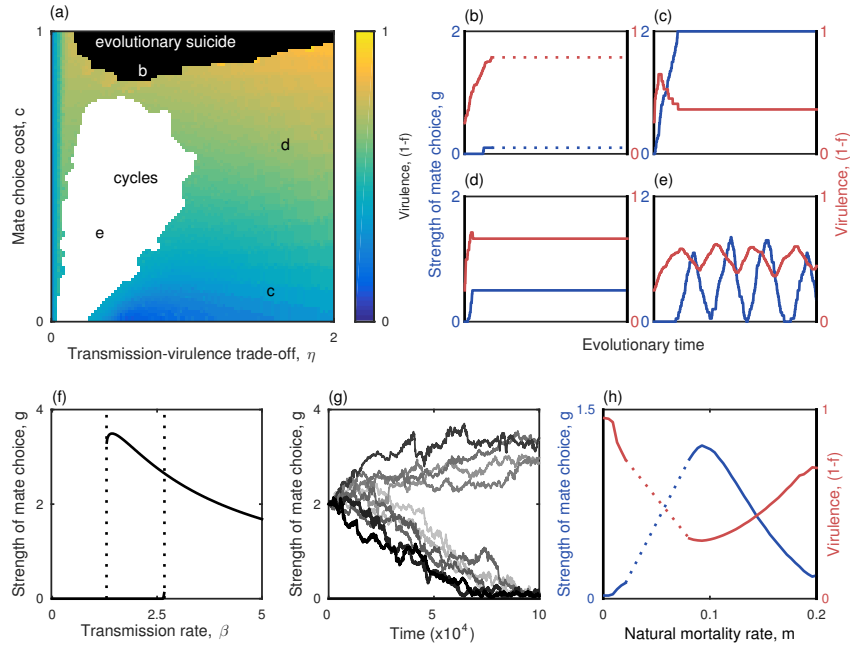 (a)
evolutionary suicide
b
d
cycles
e
c
1
0
0
2
Mate choice cost, c
Transmission-virulence trade-off, η
1
0
Virulence, (1-f)
(b)
2
0
1
0
(c)
2
0
1
0
(d)
2
0
1
0
(e)
2
0
1
0
Strength of mate choice, g
Virulence, (1-f)
Evolutionary time
(f)
4
2
0
0
2.5
5
Strength of mate choice, g
Transmission rate, β
(g)
4
3
2
1
0
0
5
10
Strength of mate choice, g
Time (x10⁴)
(h)
1.5
0
1
0
0
0.1
0.2
Strength of mate choice, g
Virulence, (1-f)
Natural mortality rate, m